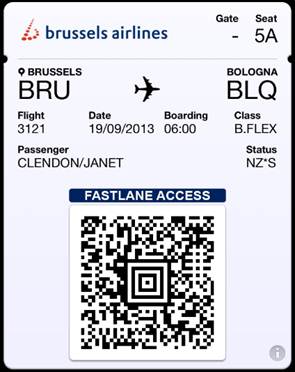 brussels airlines
Gate Seat
- 5A
BRUSSELS BOLOGNA
BRU BLQ
Flight Date Boarding Class
3121 19/09/2013 06:00 B.FLEX
Passenger Status
CLENDON/JANET NZ*S
FASTLANE ACCESS
i